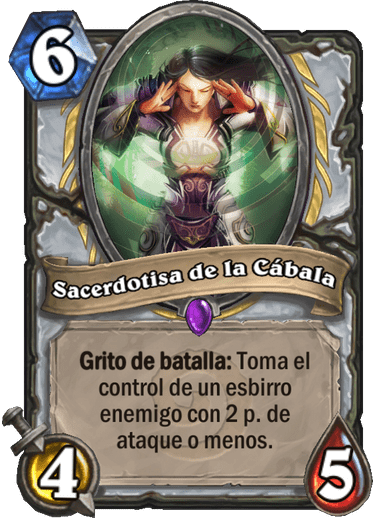 6
Sacerdotisa de la Cábala
Grito de batalla: Toma el
control de un esbirro
enemigo con 2 p. de
ataque o menos.
4
5